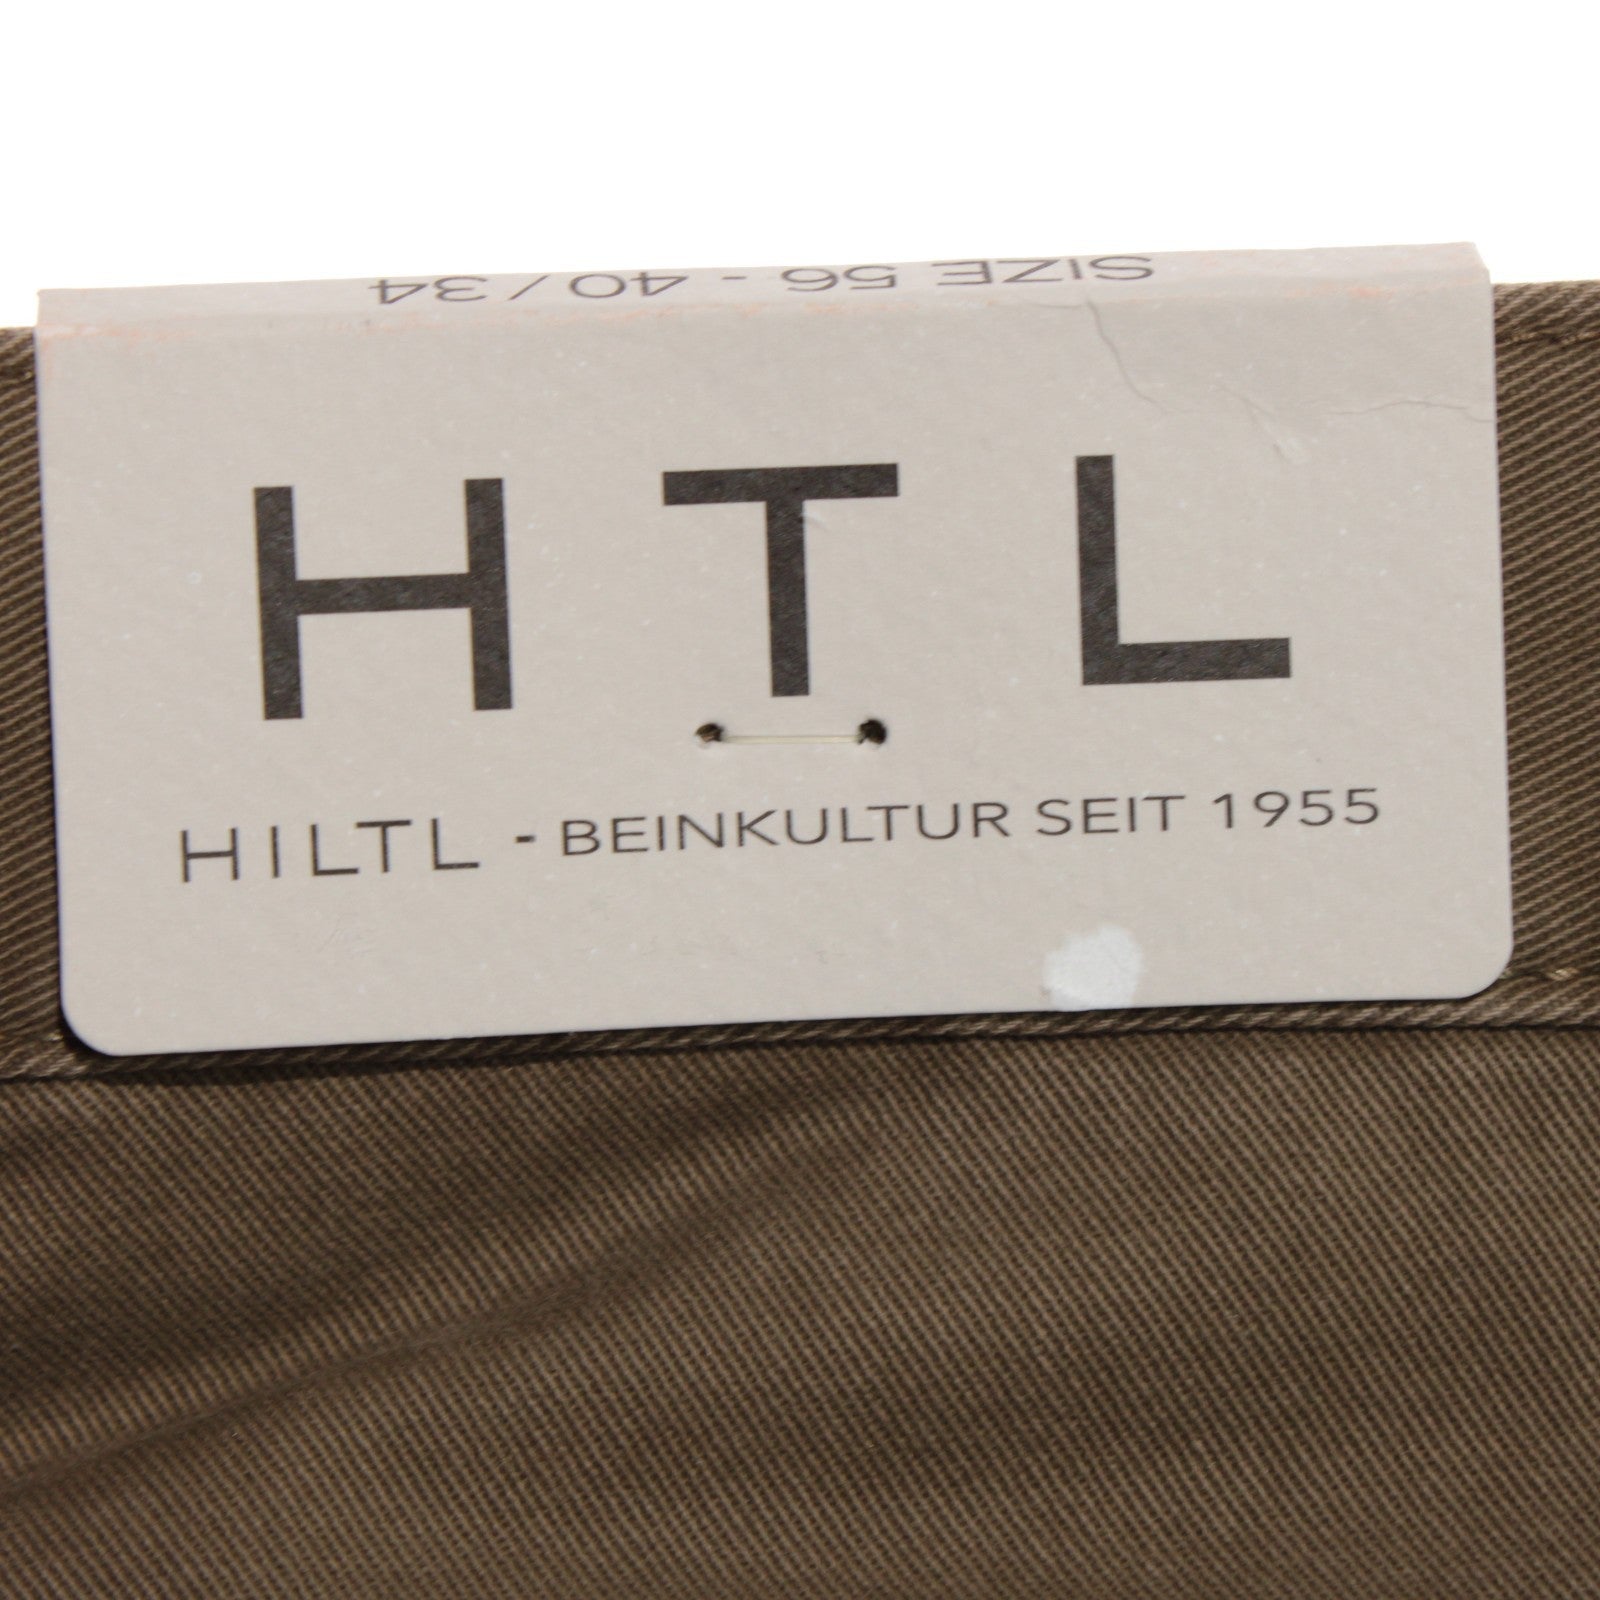 SIZE 56 - 40/34
H T L
HILTL - BEINKULTUR SEIT 1955